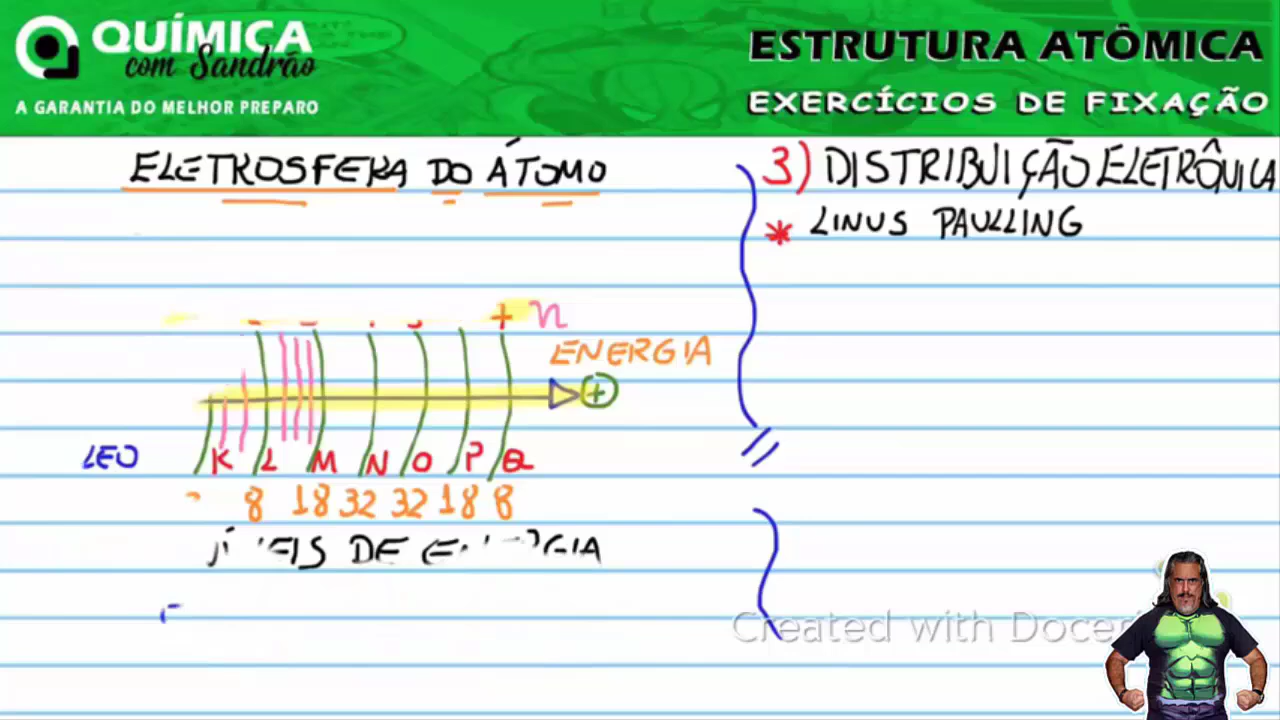 QUÍMICA
com Sandrão
A GARANTIA DO MELHOR PREPARO
ESTRUTURA ATÔMICA
EXERCÍCIOS DE FIXAÇÃO
ELETROSFERA DO ÁTOMO
+ n
ENERGIA
+
LEO K L M N O P Q
8 18 32 32 18 8
DE
3) DISTRIBUIÇÃO ELETRÔNICA
* LINUS PAULLING
Created with